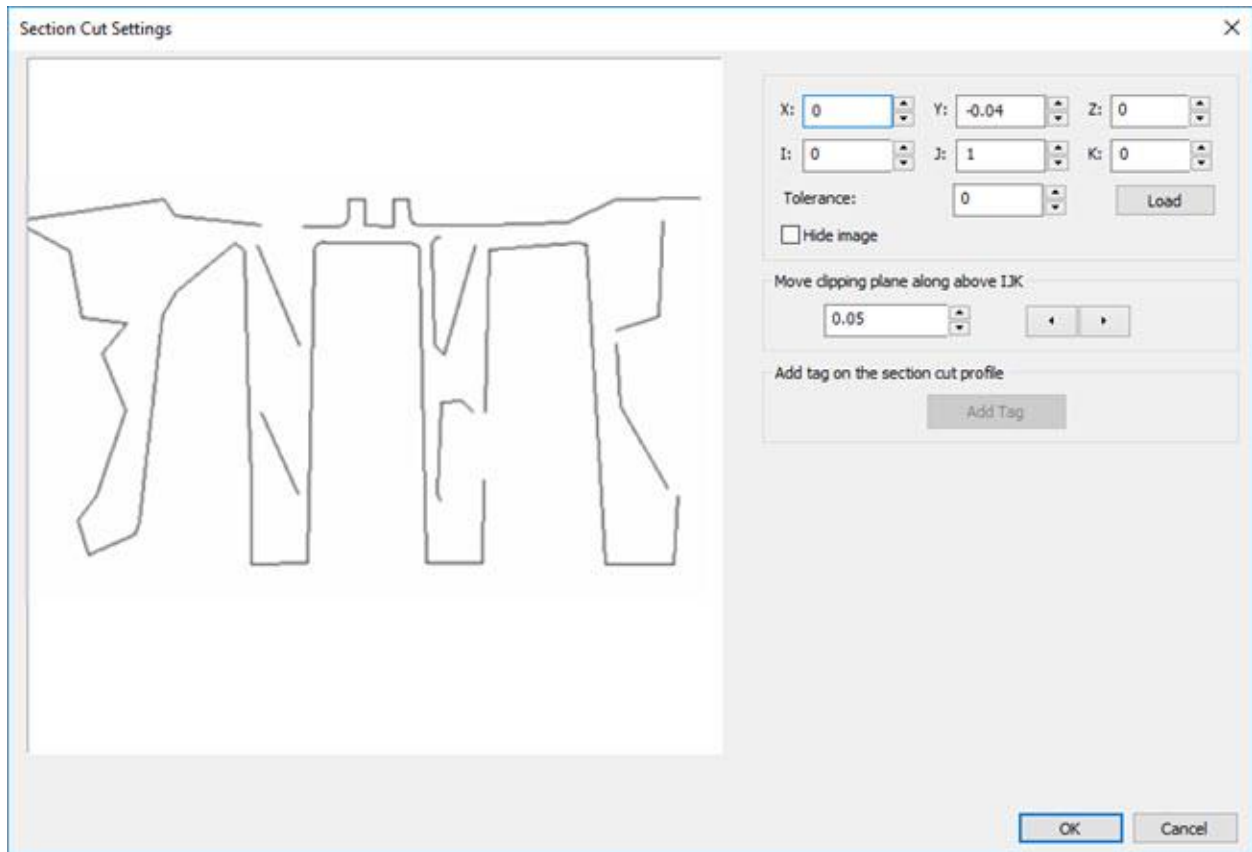 Section Cut Settings
X: 0 Y: -0.04 Z: 0
I: 0 J: 1 K: 0
Tolerance: 0 Load
Hide image
Move clipping plane along above IJK
0.05
Add tag on the section cut profile
Add Tag
OK Cancel